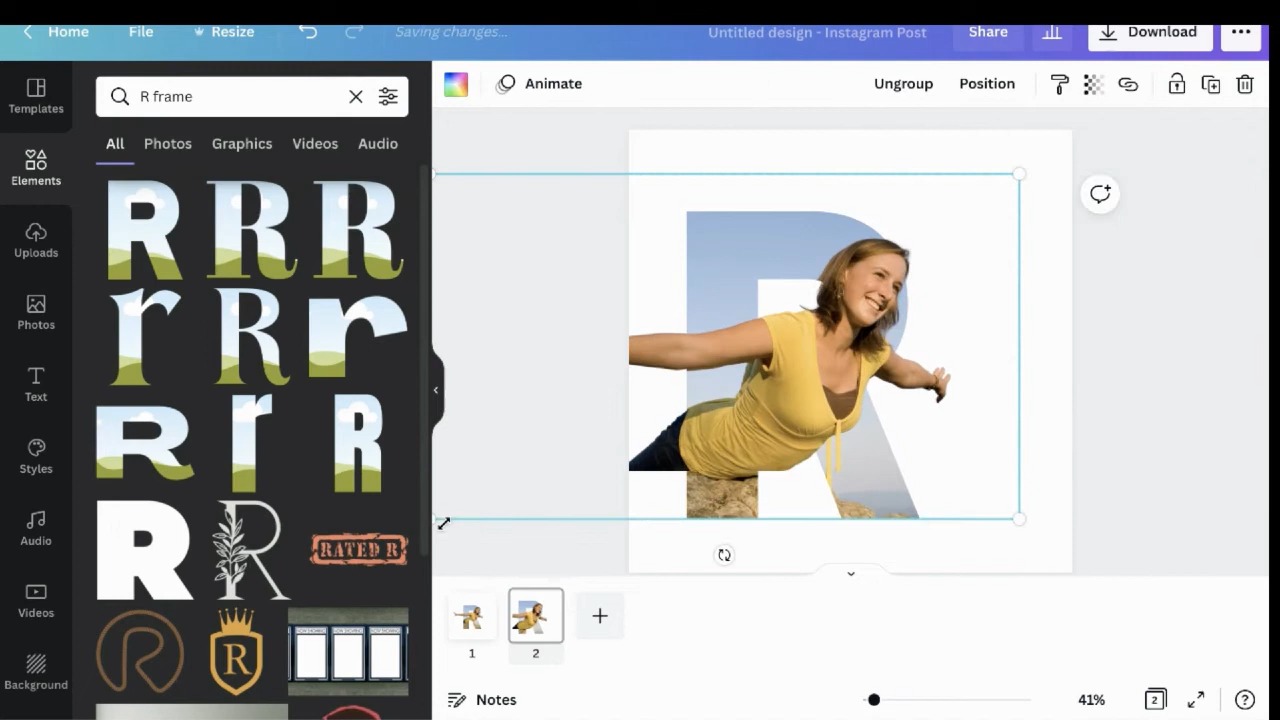 Home File Resize Saving changes... Untitled design - Instagram Post Share Download
Templates
Elements
Uploads
Photos
Text
Styles
Audio
Videos
Background
R frame
All Photos Graphics Videos Audio
R R R
r R r
R r R
R R RATED R
R R
Animate Ungroup Position
R
1 2
Notes 41% 2